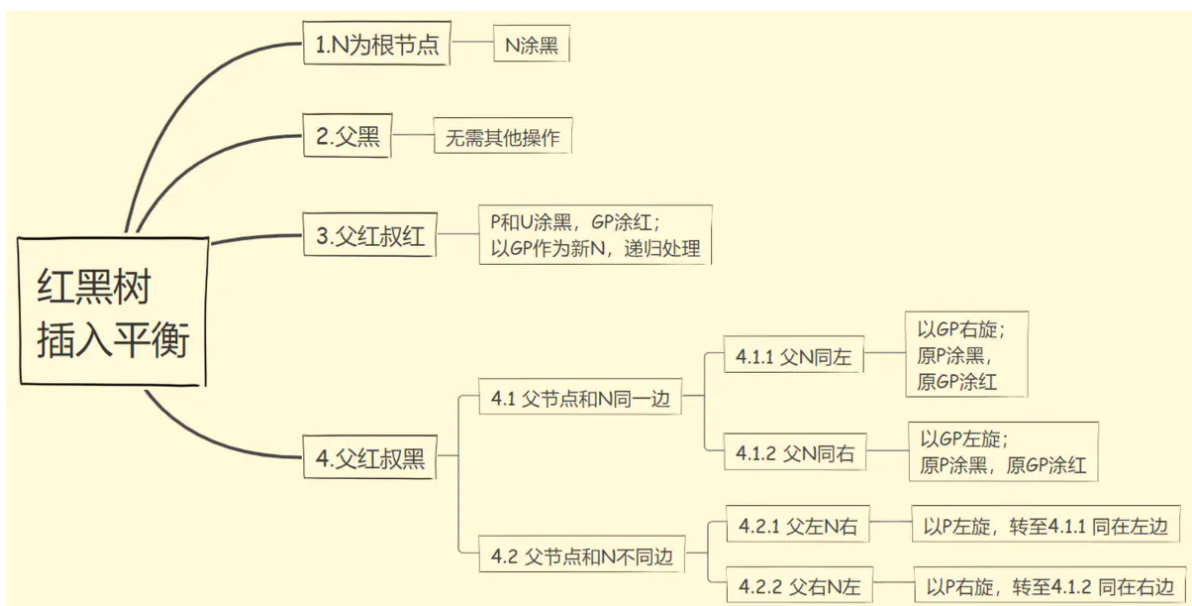 红黑树
插入平衡
1.N为根节点
N涂黑
2.父黑
无需其他操作
3.父红叔红
P和U涂黑，GP涂红；
以GP作为新N，递归处理
4.父红叔黑
4.1 父节点和N同一边
4.1.1 父N同左
以GP右旋；
原P涂黑，
原GP涂红
4.1.2 父N同右
以GP左旋；
原P涂黑，原GP涂红
4.2 父节点和N不同边
4.2.1 父左N右
以P左旋，转至4.1.1 同在左边
4.2.2 父右N左
以P右旋，转至4.1.2 同在右边